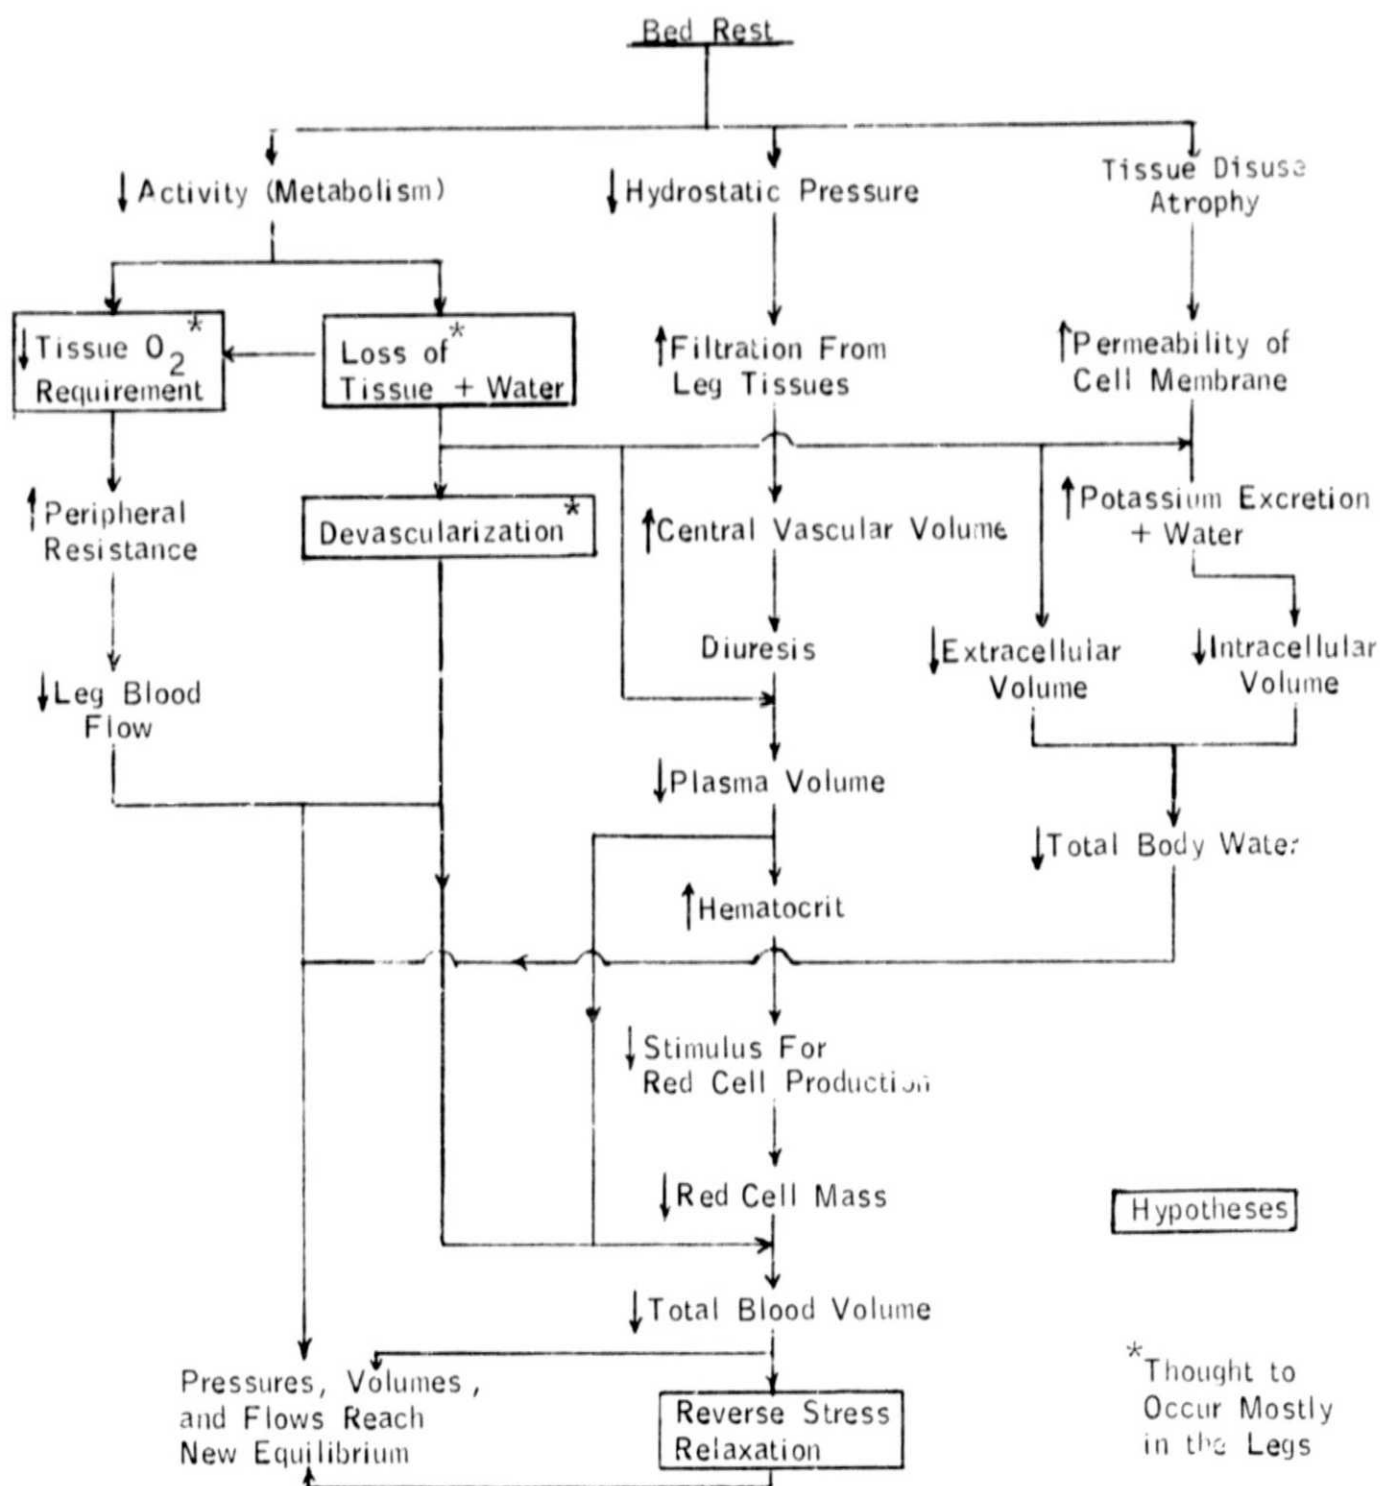 Bed Rest
↓ Activity (Metabolism)
↓ Hydrostatic Pressure
Tissue Disuse
Atrophy
↓ Tissue O₂ *
Requirement
Loss of *
Tissue + Water
↑ Filtration From
Leg Tissues
↑ Permeability of
Cell Membrane
↑ Peripheral
Resistance
Devascularization *
↑ Central Vascular Volume
↑ Potassium Excretion
+ Water
Diuresis
↓ Extracellular
Volume
↓ Intracellular
Volume
↓ Leg Blood
Flow
↓ Plasma Volume
↓ Total Body Water
↑ Hematocrit
↓ Stimulus For
Red Cell Production
↓ Red Cell Mass
Hypotheses
↓ Total Blood Volume
Pressures, Volumes,
and Flows Reach
New Equilibrium
Reverse Stress
Relaxation
* Thought to
Occur Mostly
in the Legs